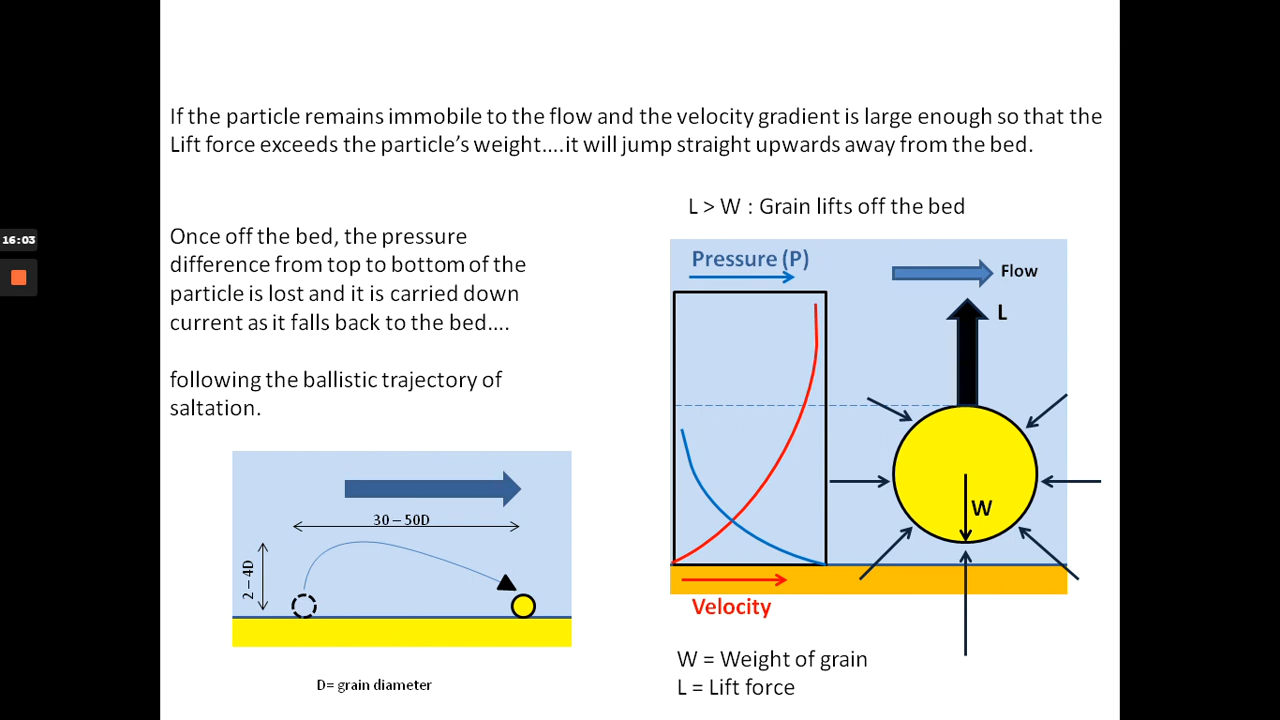 If the particle remains immobile to the flow and the velocity gradient is large enough so that the
Lift force exceeds the particle’s weight....it will jump straight upwards away from the bed.
L > W : Grain lifts off the bed
16:03
Once off the bed, the pressure
difference from top to bottom of the
particle is lost and it is carried down
current as it falls back to the bed....
following the ballistic trajectory of
saltation.
Pressure (P)
Flow
L
W
Velocity
30 – 50D
2 – 4D
D= grain diameter
W = Weight of grain
L = Lift force